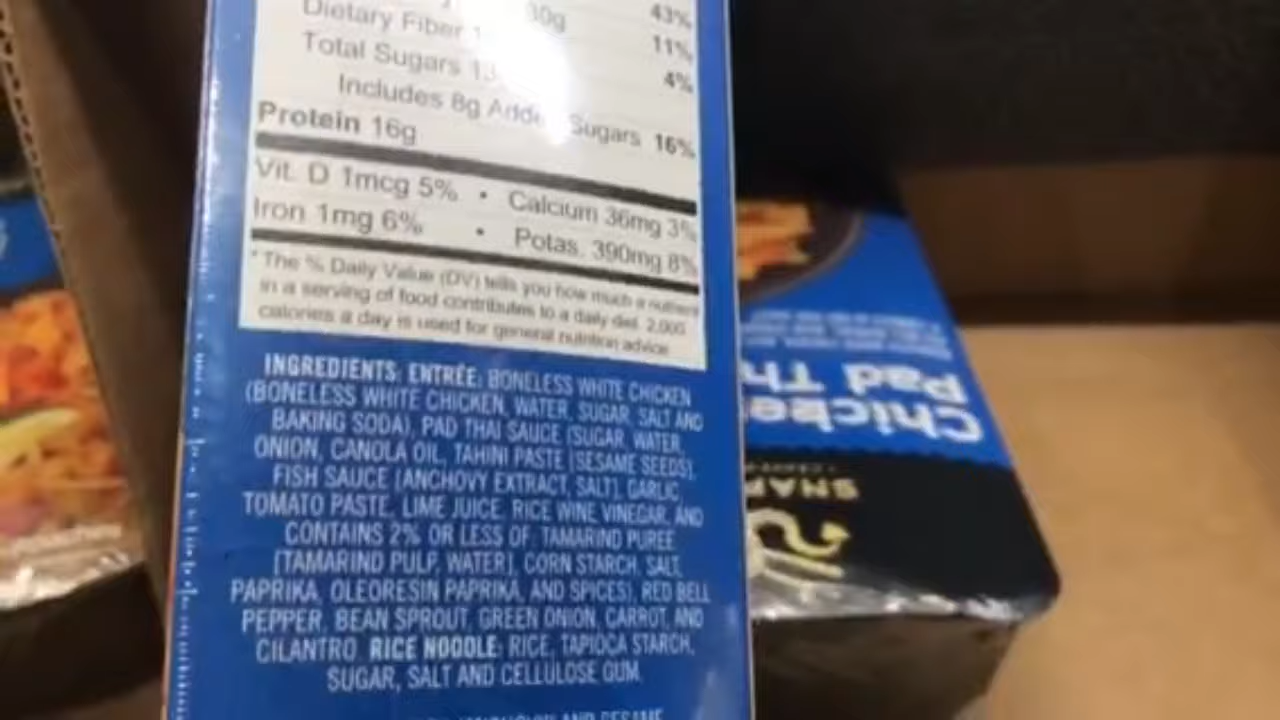 30g 43%
Dietary Fiber 11%
Total Sugars 13 4%
Includes 8g Added Sugars 16%
Protein 16g
Vit. D 1mcg 5% • Calcium 36mg 3%
Iron 1mg 6% • Potas. 390mg 8%
*The % Daily Value (DV) tells you how much a nutrient
in a serving of food contributes to a daily diet. 2,000
calories a day is used for general nutrition advice
INGREDIENTS: ENTRÉE: BONELESS WHITE CHICKEN
(BONELESS WHITE CHICKEN, WATER, SUGAR, SALT AND
BAKING SODA), PAD THAI SAUCE (SUGAR, WATER,
ONION, CANOLA OIL, TAHINI PASTE [SESAME SEEDS],
FISH SAUCE [ANCHOVY EXTRACT, SALT], GARLIC,
TOMATO PASTE, LIME JUICE, RICE WINE VINEGAR, AND
CONTAINS 2% OR LESS OF: TAMARIND PUREE
[TAMARIND PULP, WATER], CORN STARCH, SALT,
PAPRIKA, OLEORESIN PAPRIKA, AND SPICES), RED BELL
PEPPER, BEAN SPROUT, GREEN ONION, CARROT, AND
CILANTRO. RICE NOODLE: RICE, TAPIOCA STARCH,
SUGAR, SALT AND CELLULOSE GUM.
AND SESAME
Chicke
Pad Th